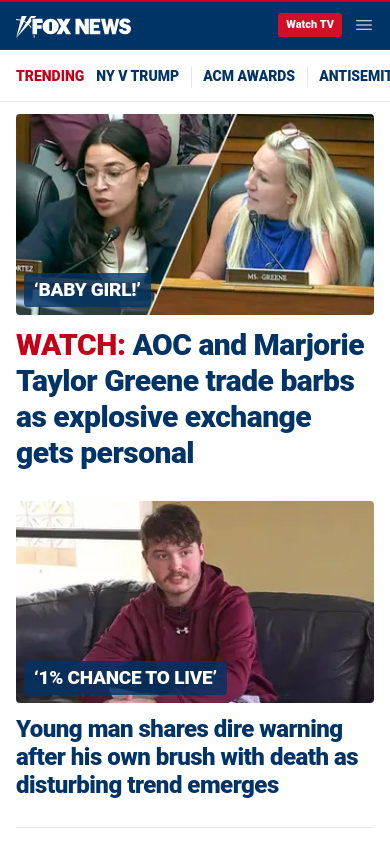 FOX NEWS
Watch TV
TRENDING NY V TRUMP ACM AWARDS ANTISEMIT
ORTEZ
MS. GREENE
‘BABY GIRL!’
WATCH: AOC and Marjorie
Taylor Greene trade barbs
as explosive exchange
gets personal
‘1% CHANCE TO LIVE’
Young man shares dire warning
after his own brush with death as
disturbing trend emerges